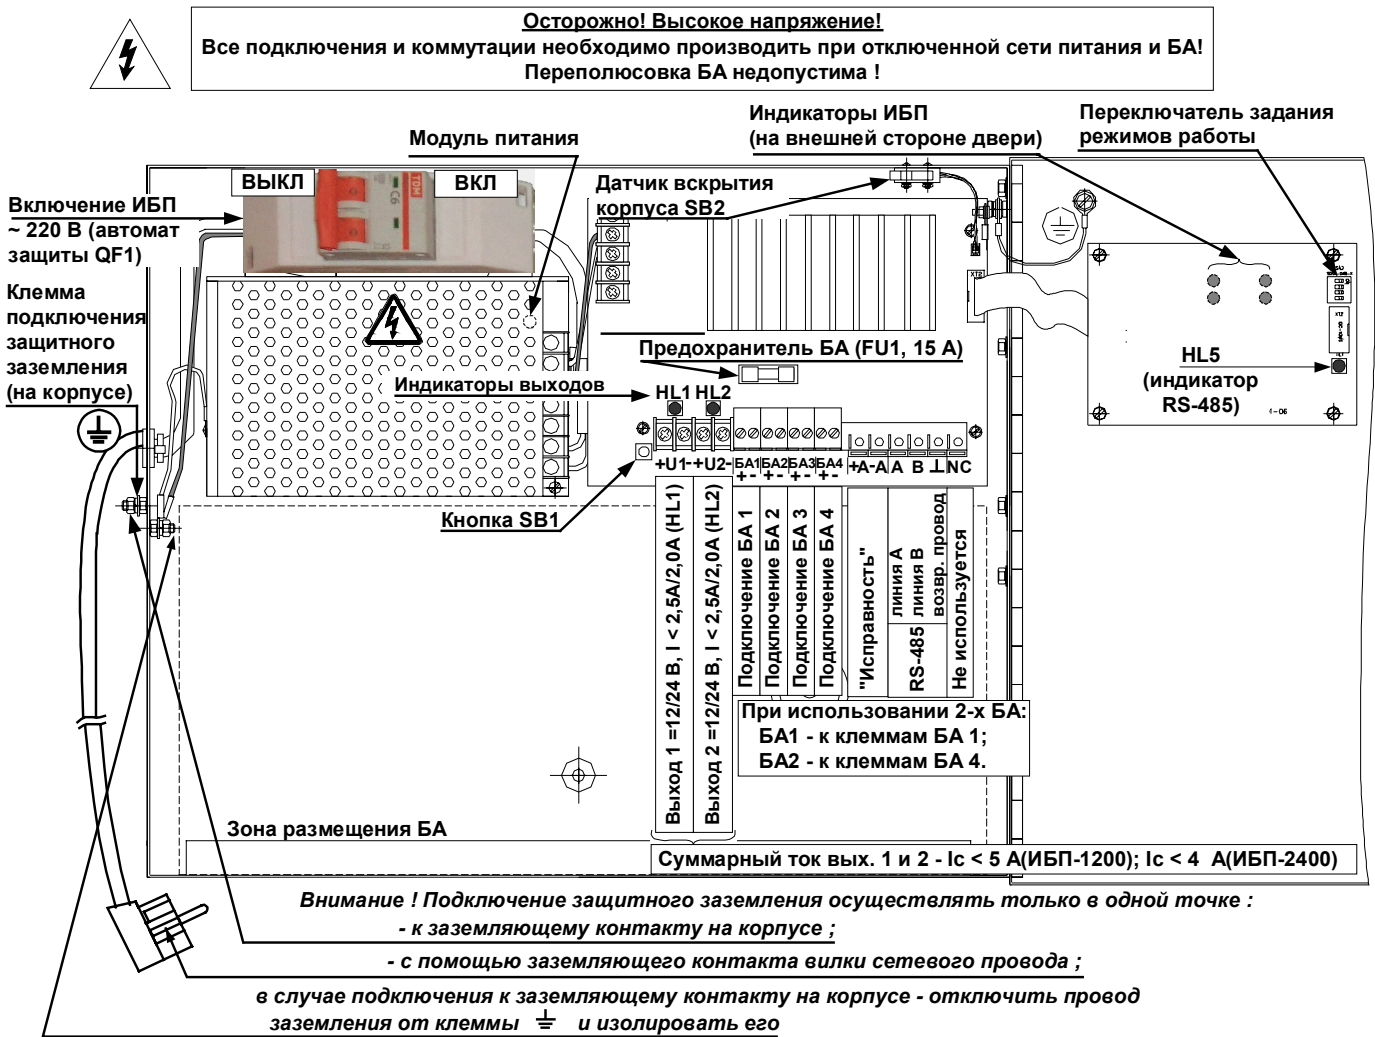 Осторожно! Высокое напряжение!
Все подключения и коммутации необходимо производить при отключенной сети питания и БА!
Переполюсовка БА недопустима !
Модуль питания
Индикаторы ИБП
(на внешней стороне двери)
Переключатель задания
режимов работы
ВЫКЛ
ВКЛ
TDM
C6
Датчик вскрытия
корпуса SB2
Включение ИБП
~ 220 В (автомат
защиты QF1)
Клемма
подключения
защитного
заземления
(на корпусе)
XT2
Предохранитель БА (FU1, 15 А)
Индикаторы выходов
HL1 HL2
HL5
(индикатор
RS-485)
4-06
+U1-+U2-
БА1 БА2 БА3 БА4
+- +- +- +-
+A-A A B ⊥ NC
Кнопка SB1
Выход 1 =12/24 В, I < 2,5А/2,0А (HL1)
Выход 2 =12/24 В, I < 2,5А/2,0А (HL2)
Подключение БА 1
Подключение БА 2
Подключение БА 3
Подключение БА 4
"Исправность"
RS-485
линия А
линия В
возвр. провод
Не используется
При использовании 2-х БА:
БА1 - к клеммам БА 1;
БА2 - к клеммам БА 4.
Зона размещения БА
Суммарный ток вых. 1 и 2 - Ic < 5 А(ИБП-1200); Ic < 4 А(ИБП-2400)
Внимание ! Подключение защитного заземления осуществлять только в одной точке :
- к заземляющему контакту на корпусе ;
- с помощью заземляющего контакта вилки сетевого провода ;
в случае подключения к заземляющему контакту на корпусе - отключить провод
заземления от клеммы ⏚ и изолировать его